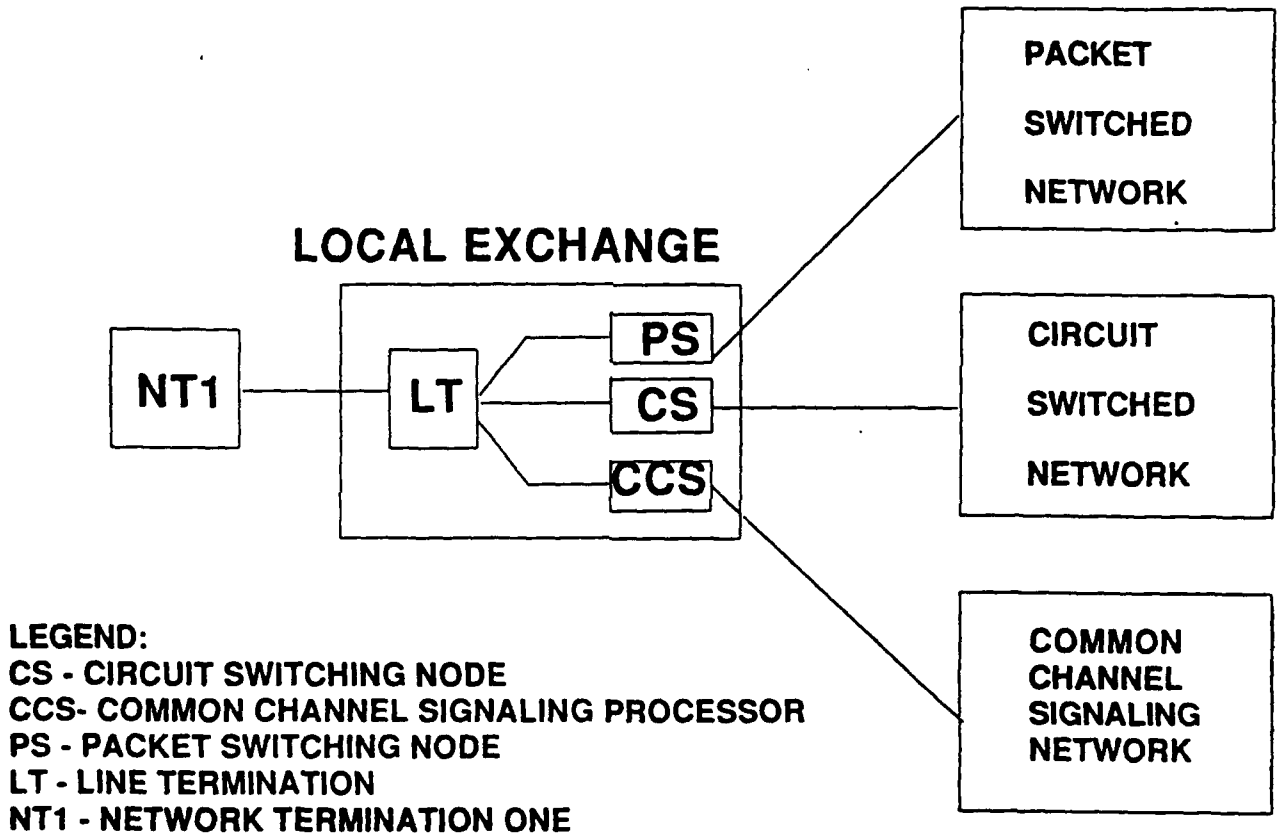 PACKET
SWITCHED
NETWORK
LOCAL EXCHANGE
NT1
LT
PS
CS
CCS
CIRCUIT
SWITCHED
NETWORK
COMMON
CHANNEL
SIGNALING
NETWORK
LEGEND:
CS - CIRCUIT SWITCHING NODE
CCS- COMMON CHANNEL SIGNALING PROCESSOR
PS - PACKET SWITCHING NODE
LT - LINE TERMINATION
NT1 - NETWORK TERMINATION ONE